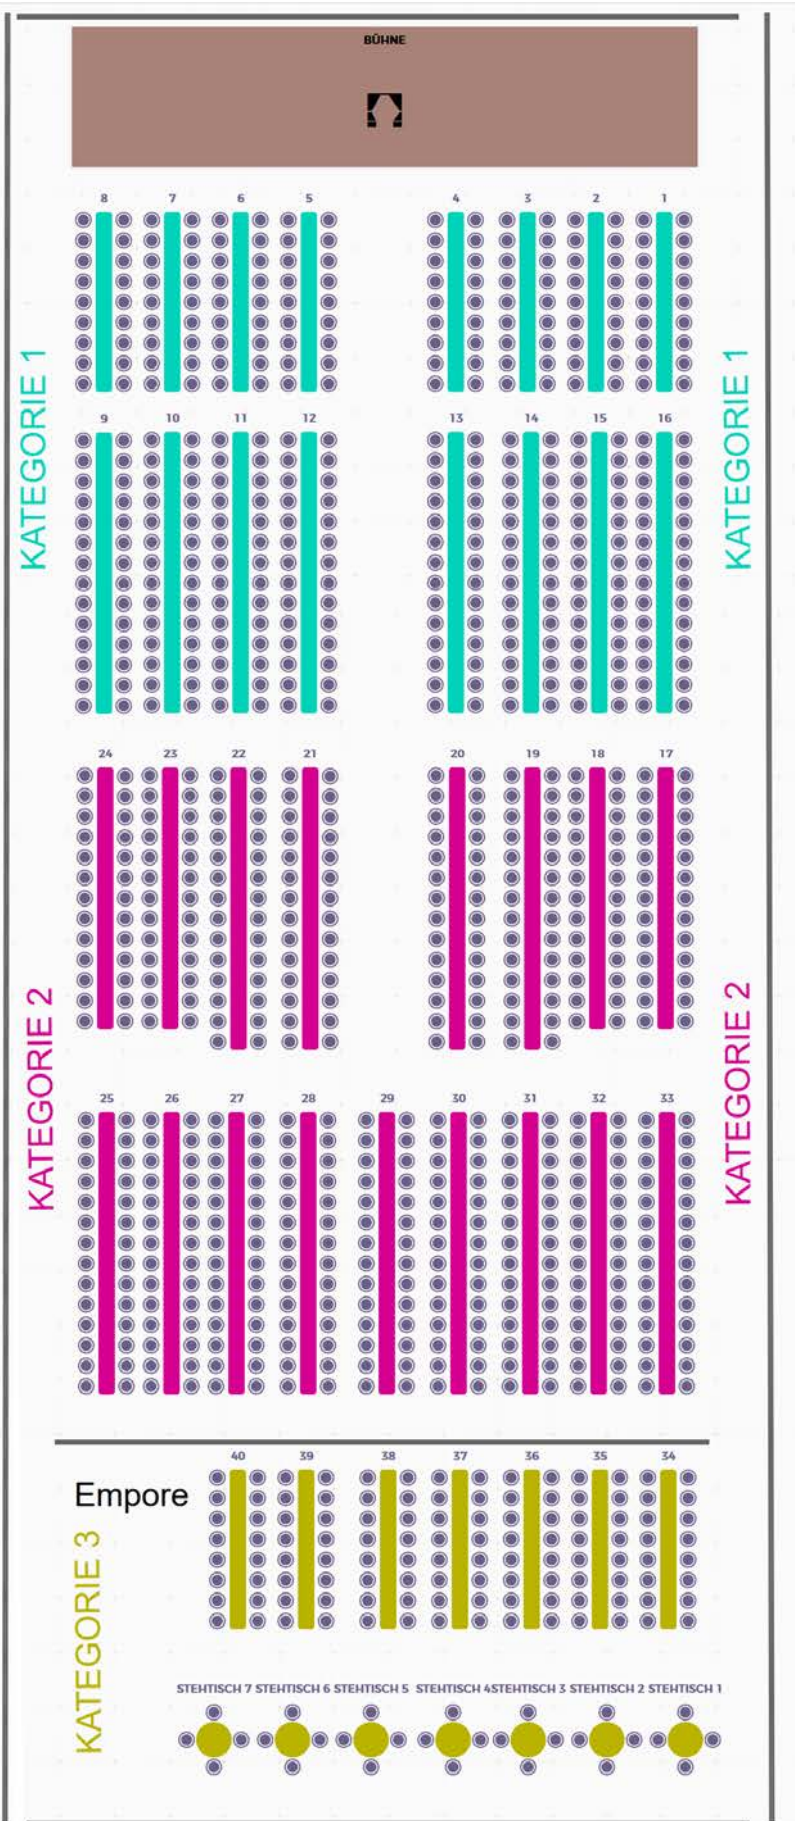 BÜHNE
8 7 6 5 4 3 2 1
KATEGORIE 1
KATEGORIE 1
9 10 11 12 13 14 15 16
24 23 22 21 20 19 18 17
KATEGORIE 2
KATEGORIE 2
25 26 27 28 29 30 31 32 33
40 39 38 37 36 35 34
Empore
KATEGORIE 3
STEHTISCH 7 STEHTISCH 6 STEHTISCH 5 STEHTISCH 4 STEHTISCH 3 STEHTISCH 2 STEHTISCH 1